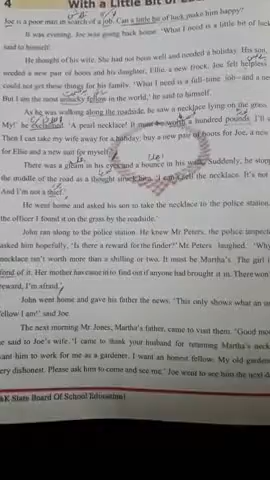 4 With a Little Bit of
Joe is a poor man in search of a job. Can a little bit of luck make him happy?
It was evening. Joe was going back home. 'What I need is a little bit of luck
said to himself.
He thought of his wife. She had not been well and needed a holiday. His son,
needed a new pair of boots and his daughter, Ellie, a new frock. Joe felt helpless
could not get these things for his family. 'What I need is a full-time job—and a ne
But I am the most unlucky fellow in the world,' he said to himself.
As he was walking along the roadside, he saw a necklace lying on the grass.
My!' he exclaimed. 'A pearl necklace! It must be worth a hundred pounds. I'll
Then I can take my wife away for a holiday, buy a new pair of boots for Joe, a new
for Ellie and a new suit for myself.'
There was a gleam in his eyes and a bounce in his walk. Suddenly, he stop
the middle of the road as a thought struck him. 'I can't sell the necklace. It's not
And I'm not a thief.'
He went home and asked his son to take the necklace to the police station.
the officer I found it on the grass by the roadside.'
John ran along to the police station. He knew Mr Peters, the police inspecto
asked him hopefully, 'Is there a reward for the finder?' Mr Peters laughed. 'Why
necklace isn't worth more than a shilling or two. It must be Martha's. The girl i
fond of it. Her mother has come in to find out if anyone had brought it in. There won
reward, I'm afraid.'
John went home and gave his father the news. 'This only shows what an un
fellow I am!' said Joe.
The next morning Mr Jones, Martha's father, came to visit them. 'Good mo
he said to Joe's wife. 'I came to thank your husband for returning Martha's neck
want him to work for me as a gardener. I want an honest fellow. My old garden
ery dishonest. Please ask him to come and see me.' Joe went to see him the next d
&K State Board Of School Education